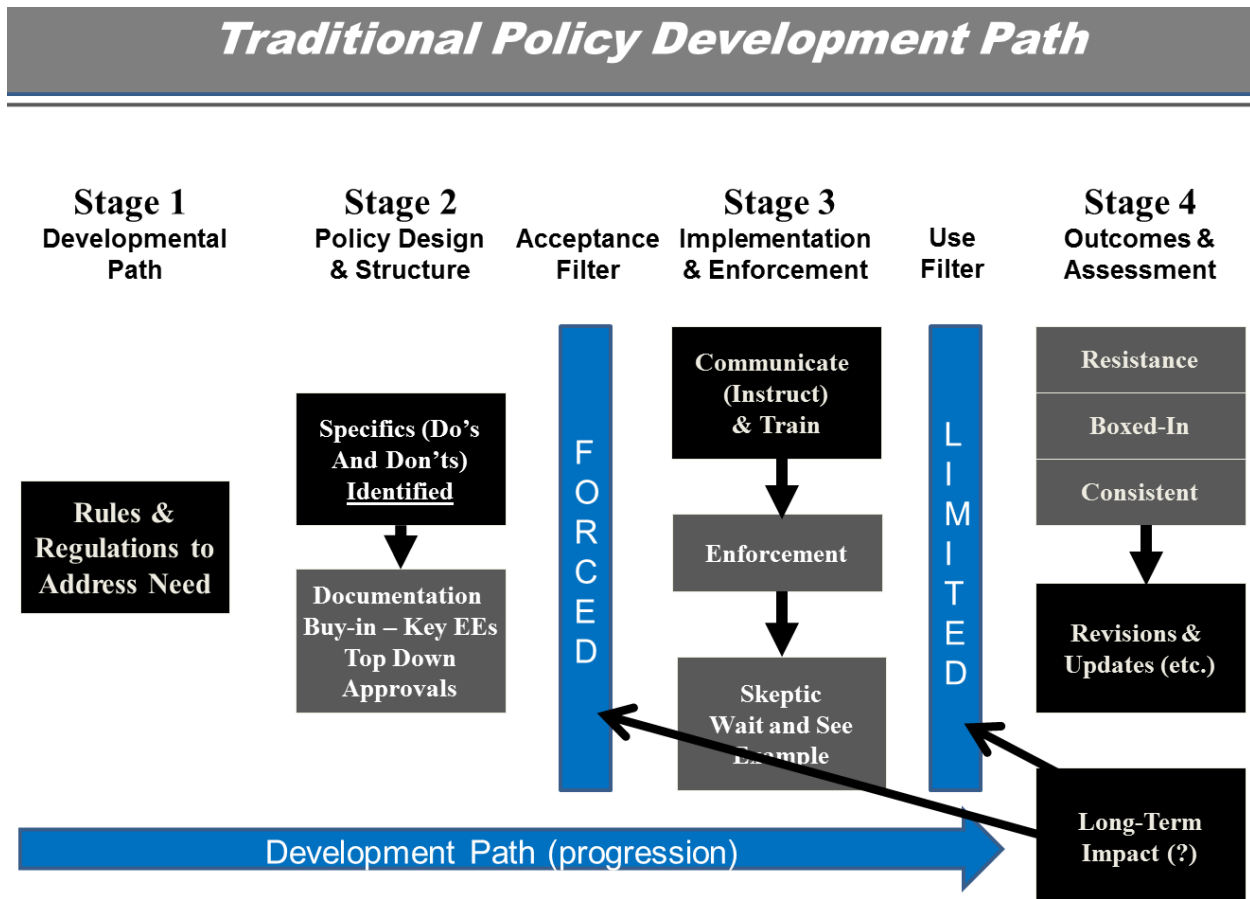 Traditional Policy Development Path
Stage 1
Developmental
Path
Rules &
Regulations to
Address Need
Stage 2
Policy Design
& Structure
Specifics (Do’s
And Don’ts)
Identified
Documentation
Buy-in – Key EEs
Top Down
Approvals
Acceptance
Filter
FORCED
Stage 3
Implementation
& Enforcement
Communicate
(Instruct)
& Train
Enforcement
Skeptic
Wait and See
Example
Use
Filter
LIMITED
Stage 4
Outcomes &
Assessment
Resistance
Boxed-In
Consistent
Revisions &
Updates (etc.)
Long-Term
Impact (?)
Development Path (progression)